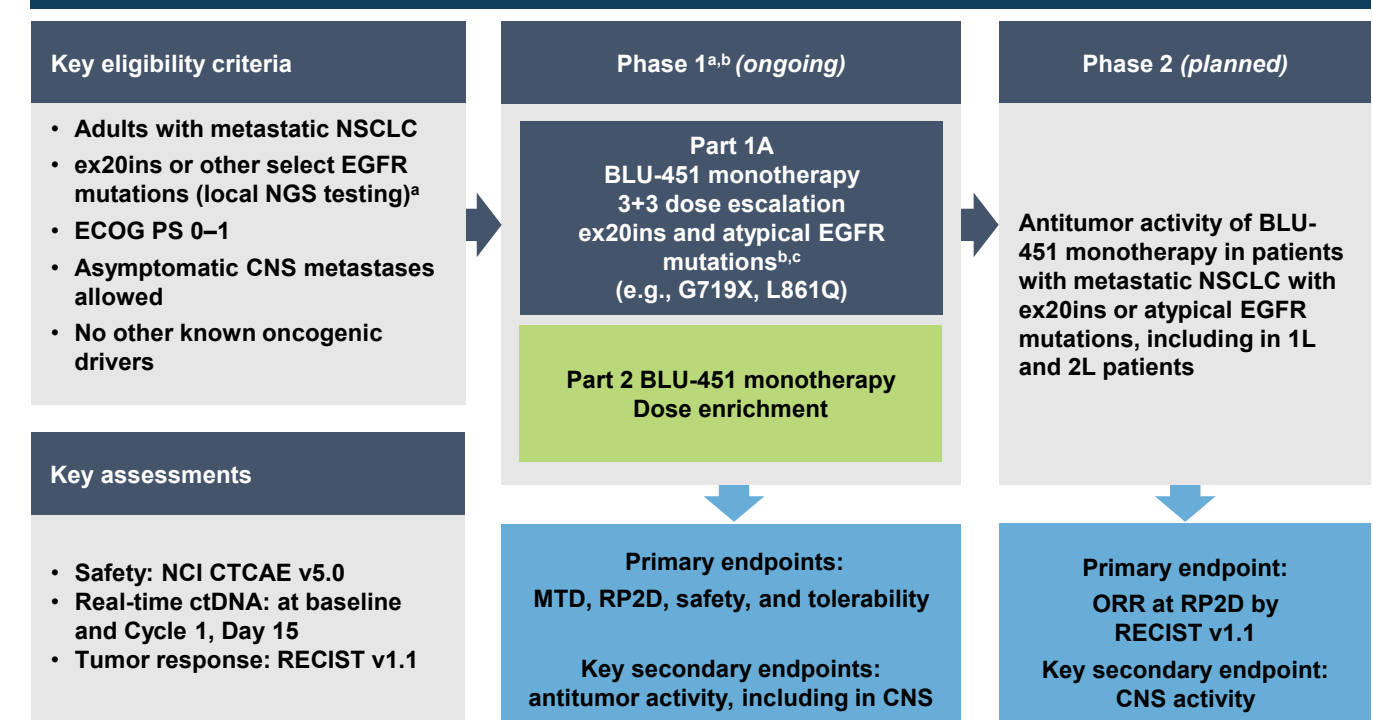 Key eligibility criteria
• Adults with metastatic NSCLC
• ex20ins or other select EGFR
mutations (local NGS testing)ᵃ
• ECOG PS 0–1
• Asymptomatic CNS metastases
allowed
• No other known oncogenic
drivers
Key assessments
• Safety: NCI CTCAE v5.0
• Real-time ctDNA: at baseline
and Cycle 1, Day 15
• Tumor response: RECIST v1.1
Phase 1ᵃ,ᵇ (ongoing)
Part 1A
BLU-451 monotherapy
3+3 dose escalation
ex20ins and atypical EGFR
mutationsᵇ,ᶜ
(e.g., G719X, L861Q)
Part 2 BLU-451 monotherapy
Dose enrichment
Primary endpoints:
MTD, RP2D, safety, and tolerability
Key secondary endpoints:
antitumor activity, including in CNS
Phase 2 (planned)
Antitumor activity of BLU-
451 monotherapy in patients
with metastatic NSCLC with
ex20ins or atypical EGFR
mutations, including in 1L
and 2L patients
Primary endpoint:
ORR at RP2D by
RECIST v1.1
Key secondary endpoint:
CNS activity